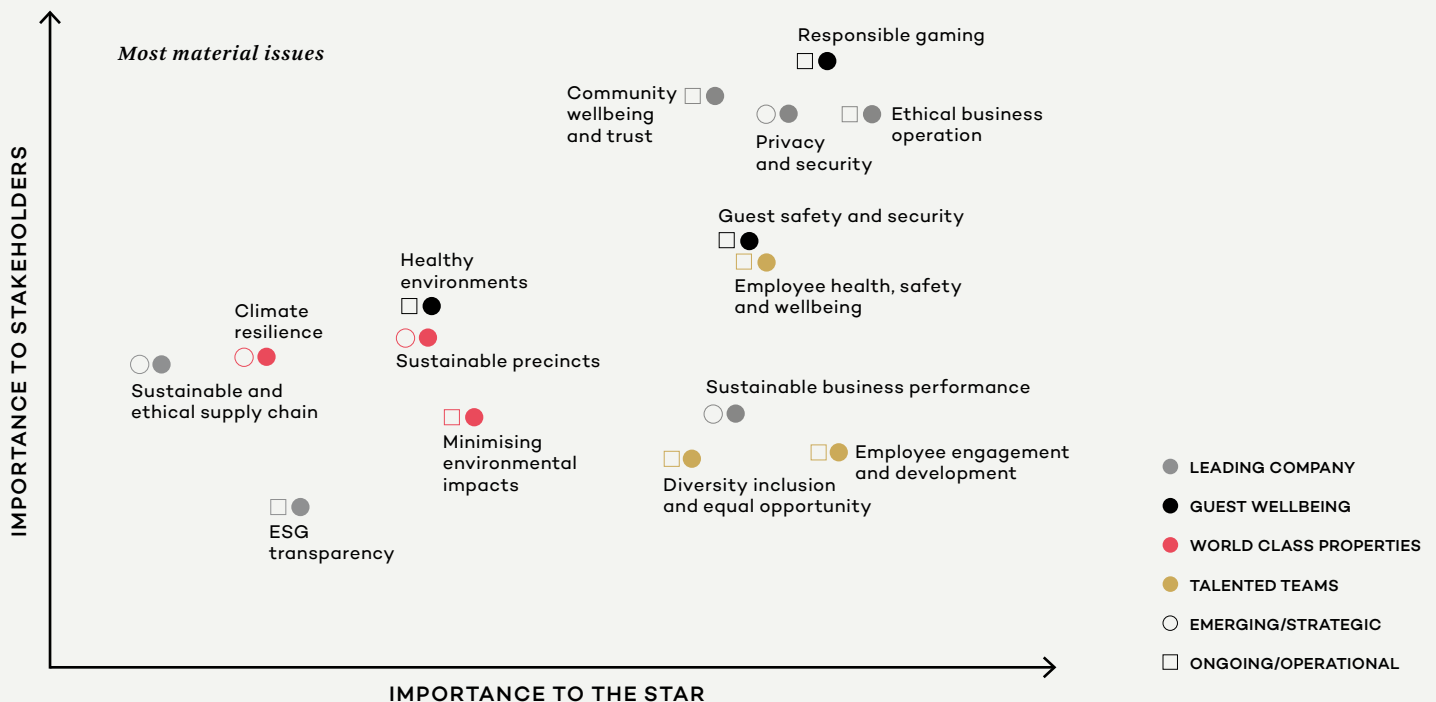 Most material issues
Responsible gaming
Community
wellbeing
and trust
Privacy
and security
Ethical business
operation
Guest safety and security
Employee health, safety
and wellbeing
Healthy
environments
Sustainable precincts
Climate
resilience
Sustainable and
ethical supply chain
Sustainable business performance
Minimising
environmental
impacts
Employee engagement
and development
Diversity inclusion
and equal opportunity
ESG
transparency
IMPORTANCE TO STAKEHOLDERS
IMPORTANCE TO THE STAR
LEADING COMPANY
GUEST WELLBEING
WORLD CLASS PROPERTIES
TALENTED TEAMS
EMERGING/STRATEGIC
ONGOING/OPERATIONAL